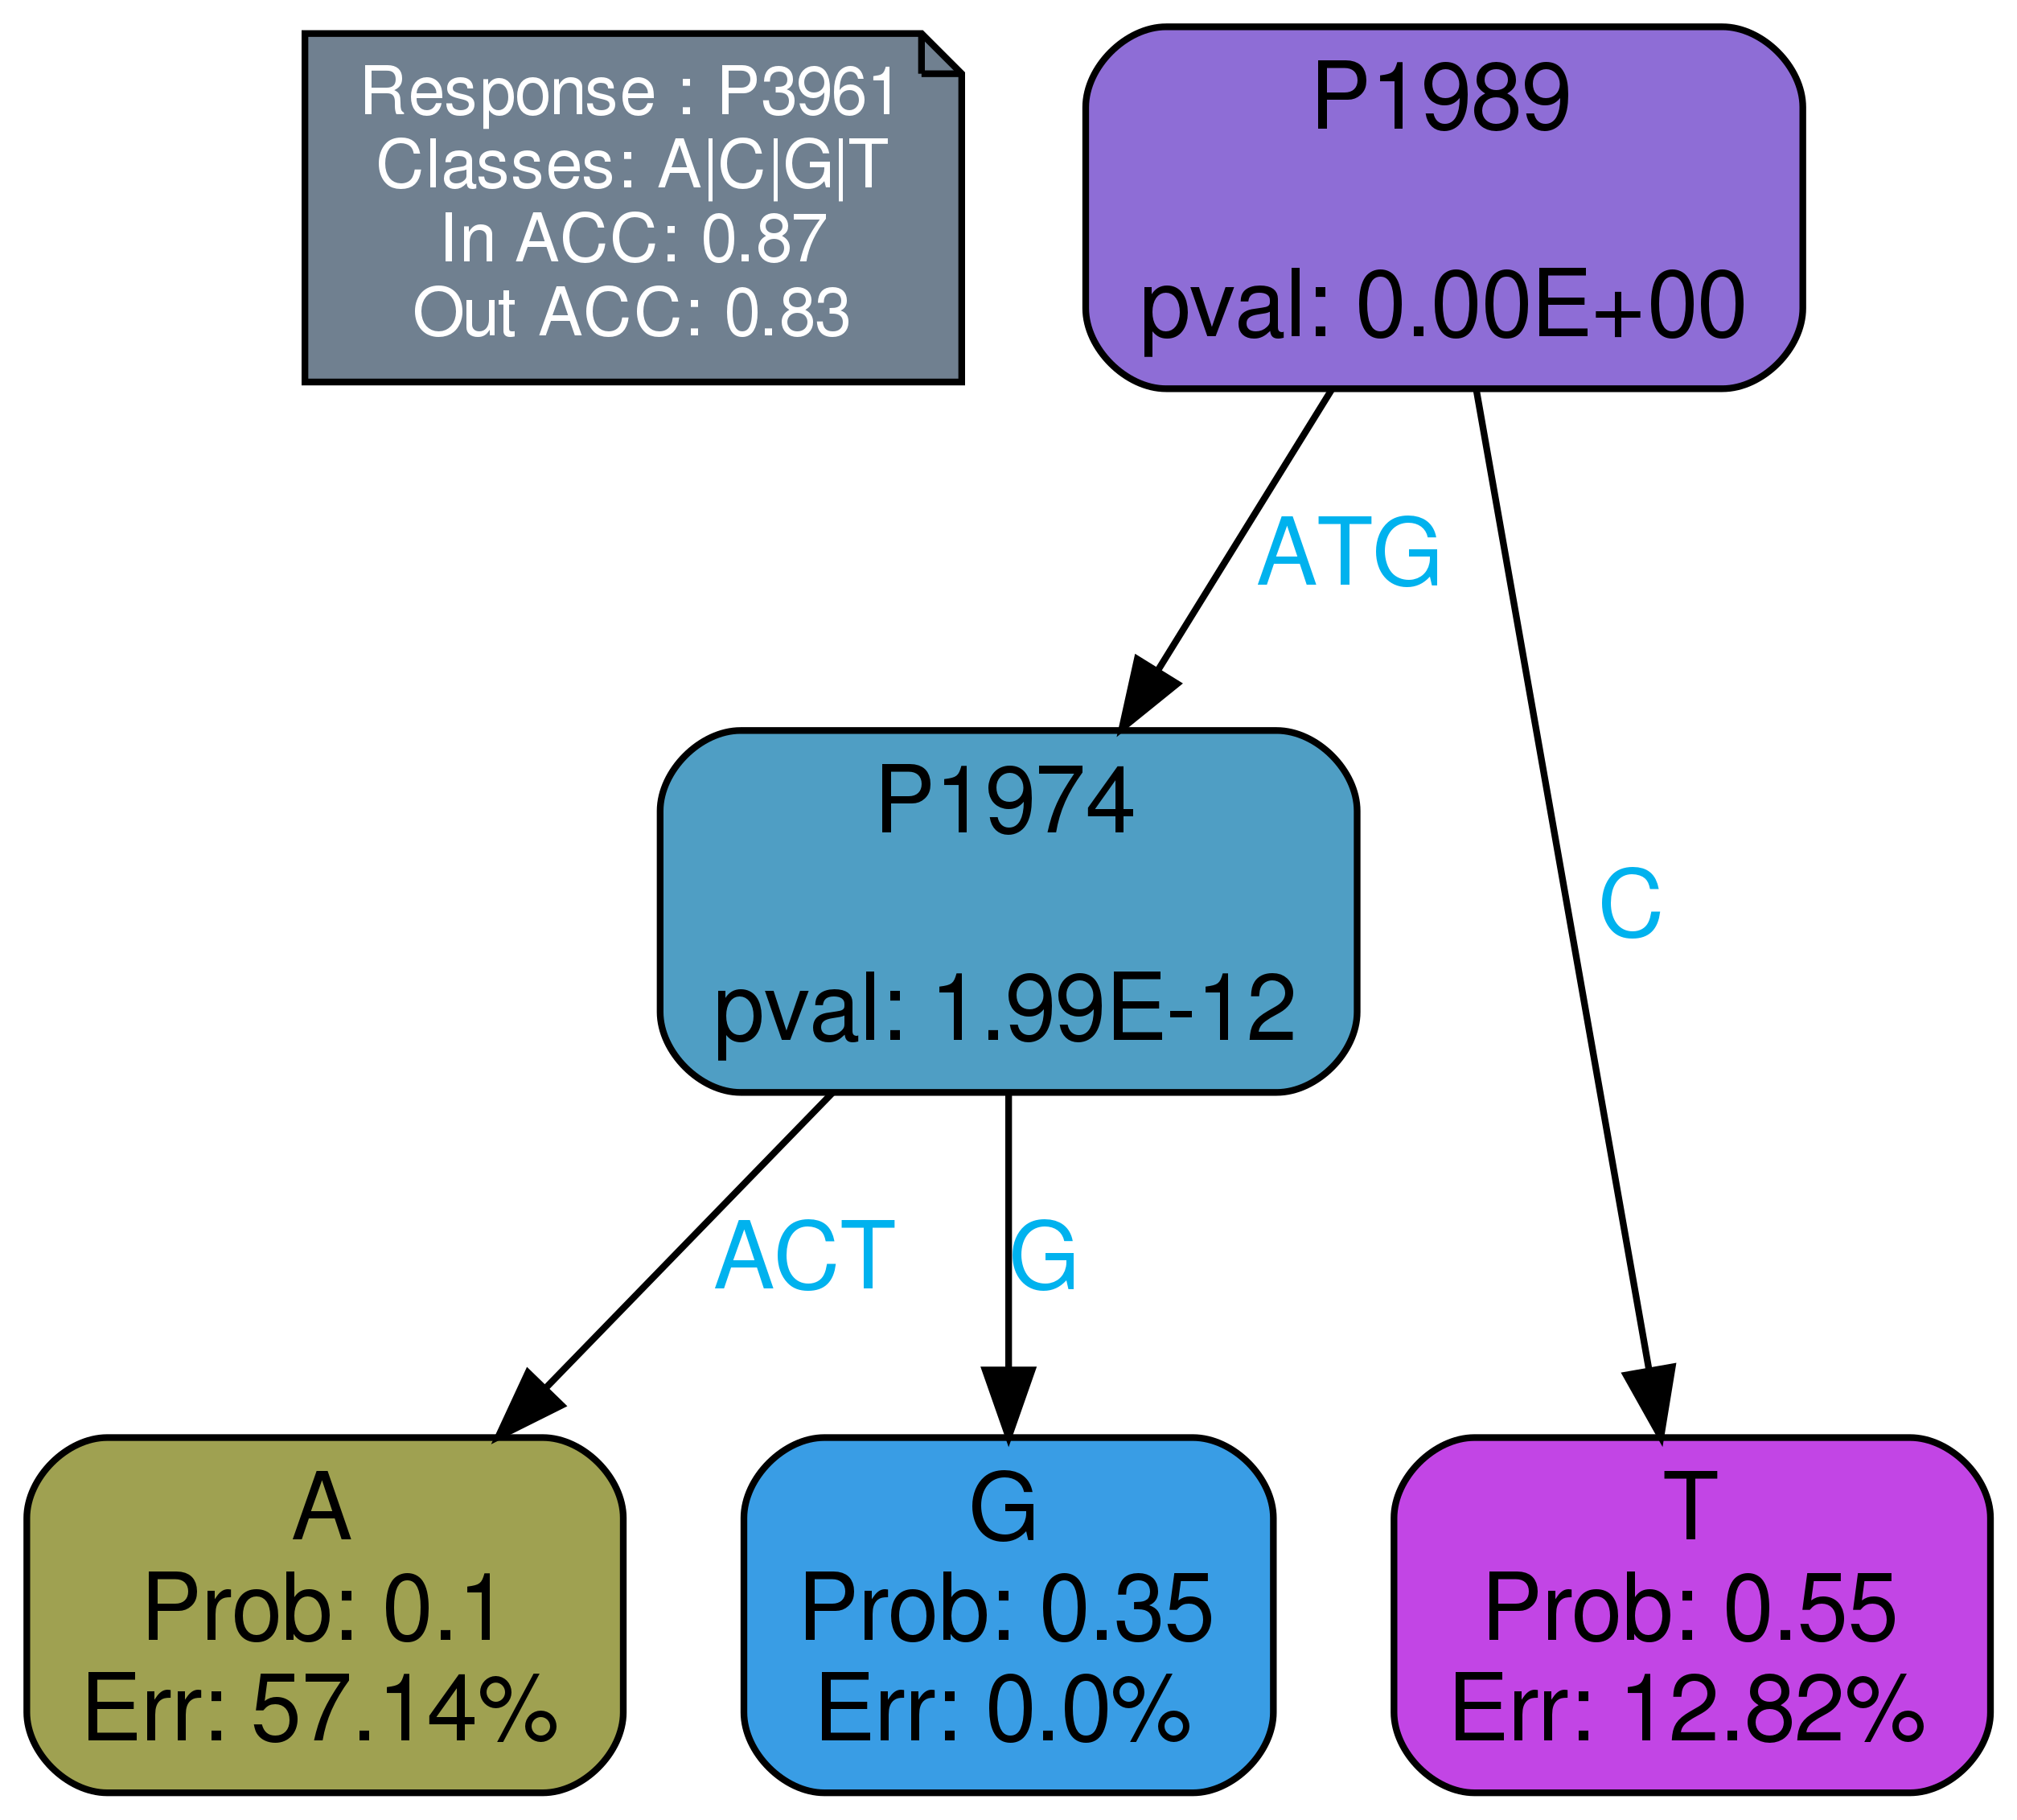 Response : P3961
Classes: A|C|G|T
In ACC: 0.87
Out ACC: 0.83
P1989
pval: 0.00E+00
ATG
P1974
pval: 1.99E-12
C
ACT
G
A
Prob: 0.1
Err: 57.14%
G
Prob: 0.35
Err: 0.0%
T
Prob: 0.55
Err: 12.82%